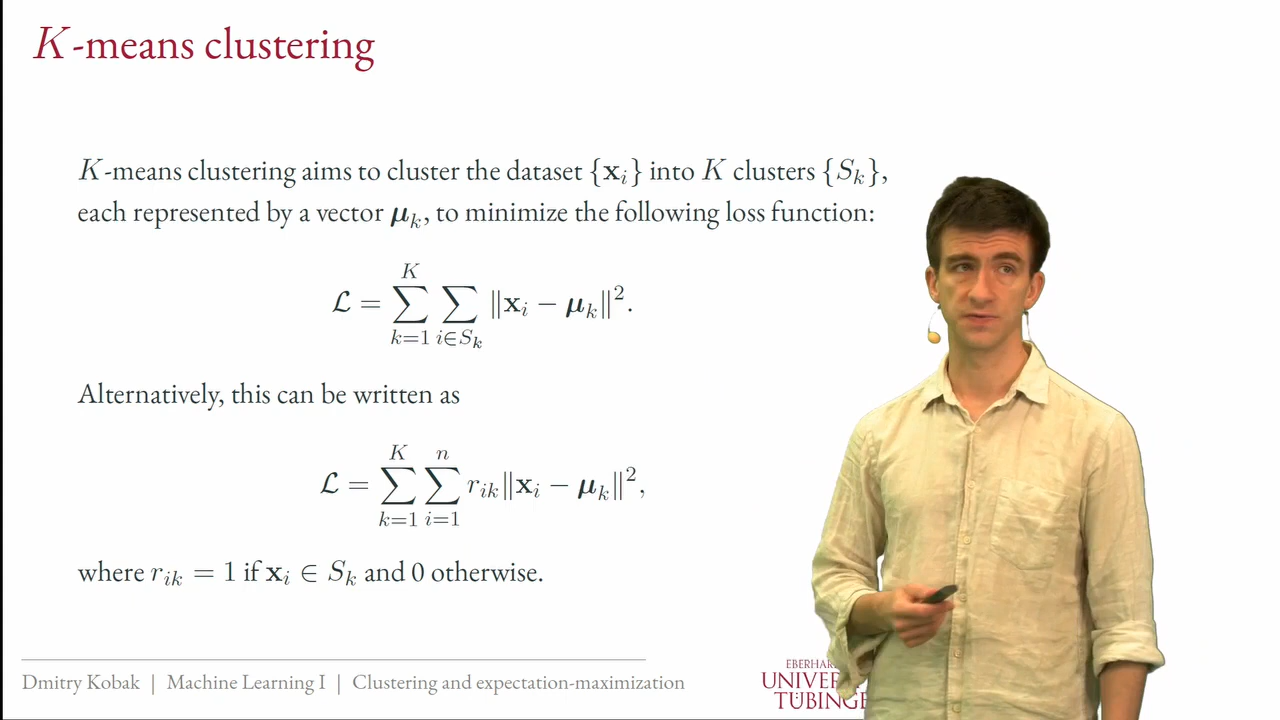 K-means clustering
K-means clustering aims to cluster the dataset {𝐱ᵢ} into K clusters {Sₖ},
each represented by a vector 𝛍ₖ, to minimize the following loss function:
ℒ = ∑_{k=1}^{K} ∑_{i∈Sₖ} ‖𝐱ᵢ − 𝛍ₖ‖².
Alternatively, this can be written as
ℒ = ∑_{k=1}^{K} ∑_{i=1}^{n} rᵢₖ‖𝐱ᵢ − 𝛍ₖ‖²,
where rᵢₖ = 1 if 𝐱ᵢ ∈ Sₖ and 0 otherwise.
Dmitry Kobak | Machine Learning I | Clustering and expectation-maximization